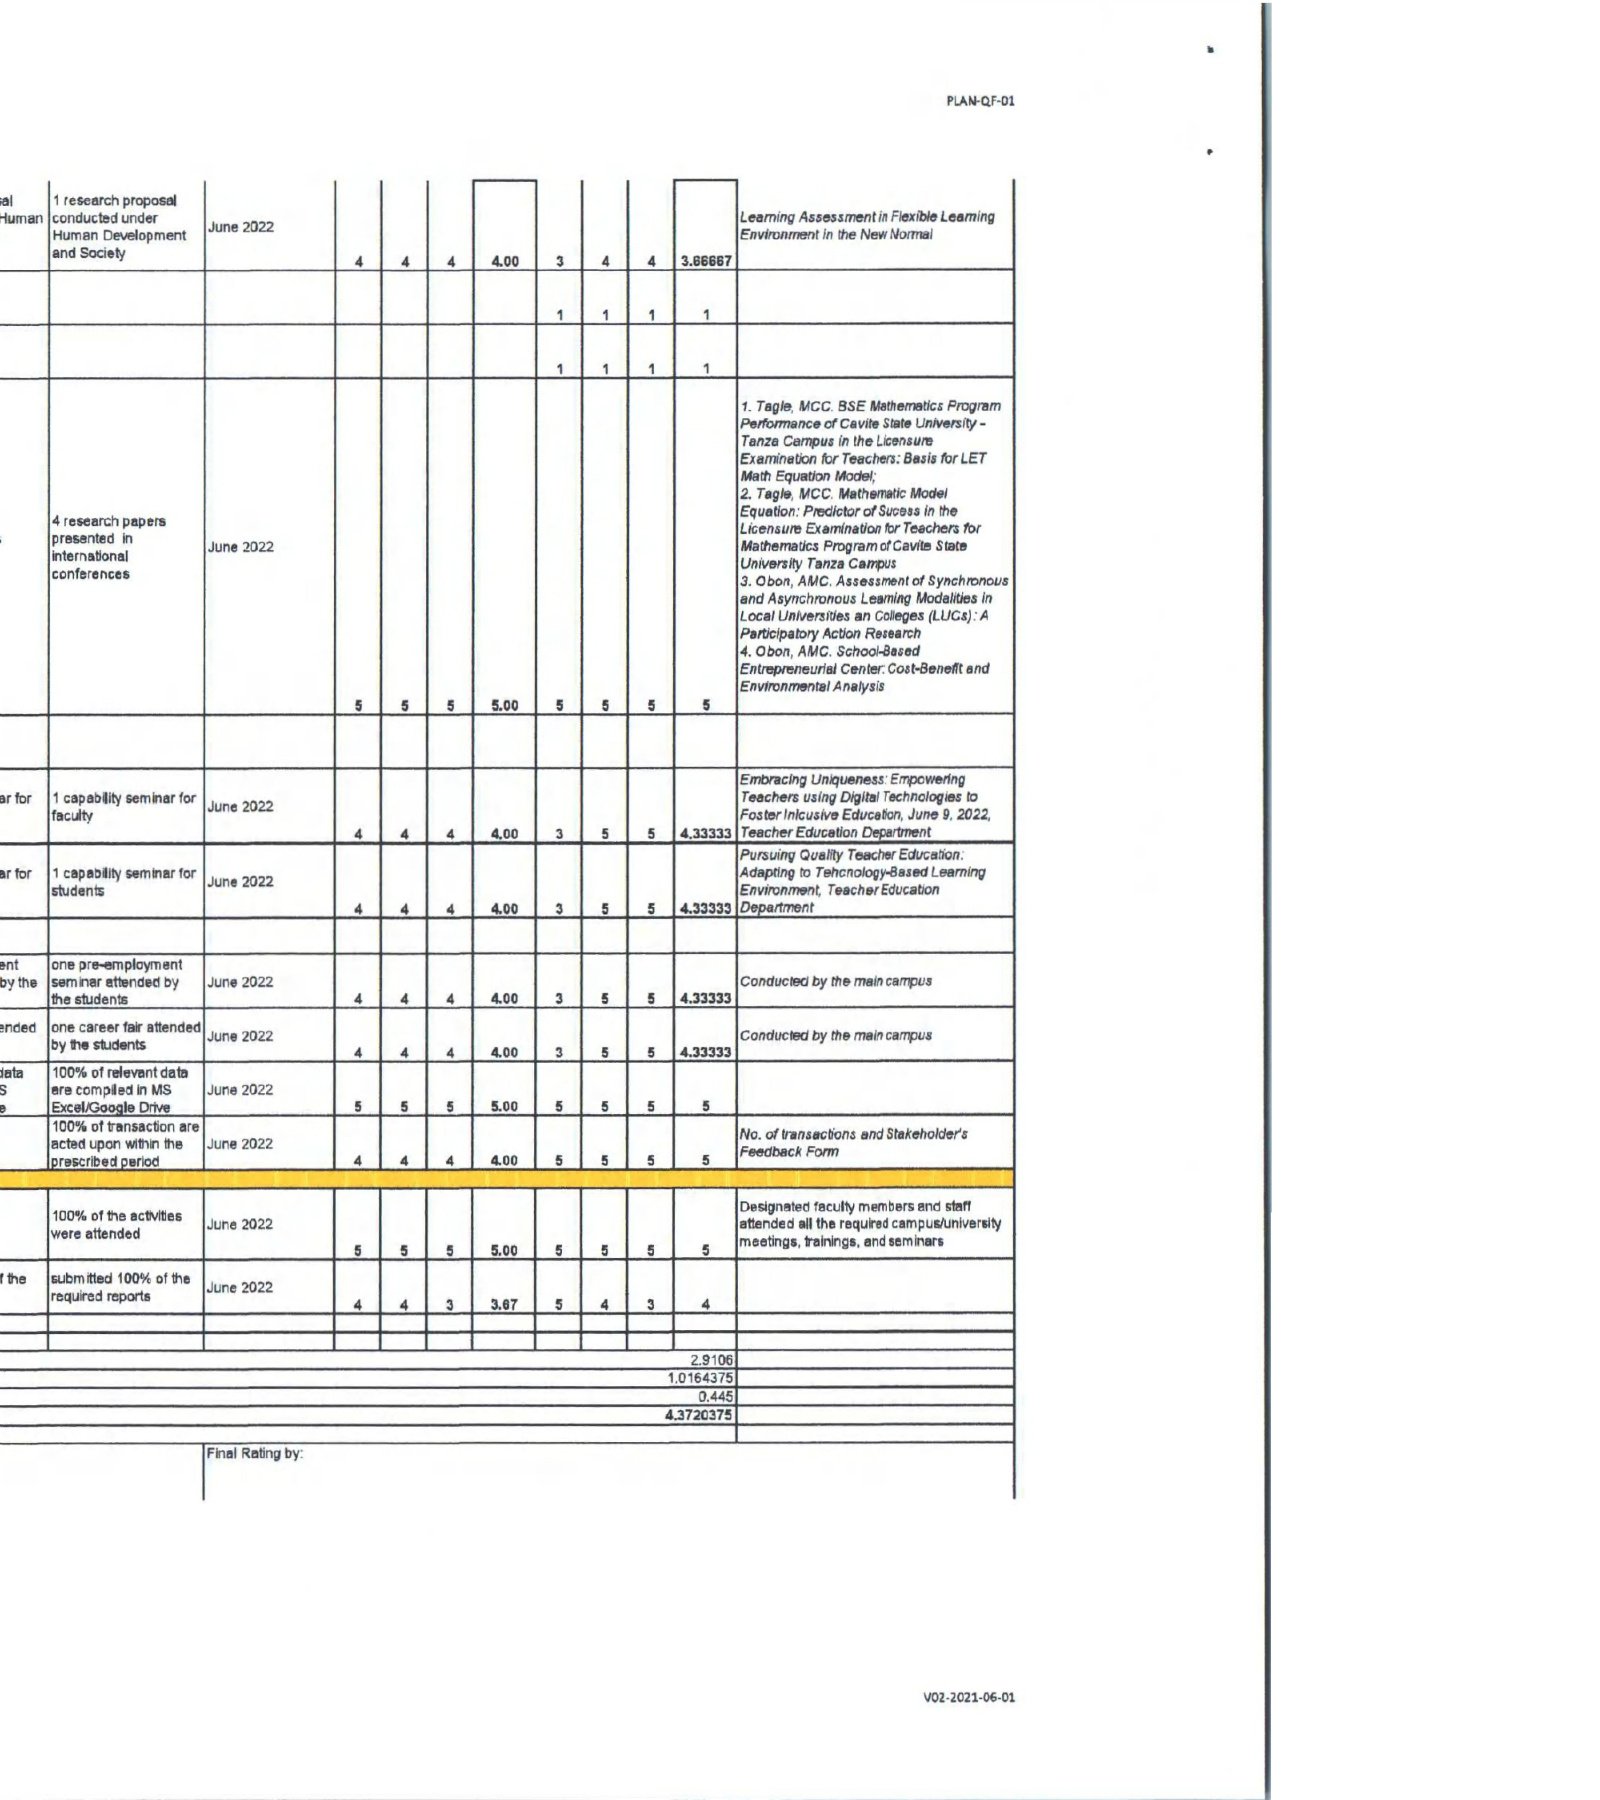 PLAN-QF-01
sal
Human
1 research proposal
conducted under
Human Development
and Society
June 2022
4 4 4 4.00 3 4 4 3.66667
Learning Assessment in Flexible Learning
Environment in the New Normal
1 1 1 1
1 1 1 1
s
4 research papers
presented in
international
conferences
June 2022
5 5 5 5.00 5 5 5 5
1. Tagle, MCC. BSE Mathematics Program
Performance of Cavite State University -
Tanza Campus in the Licensure
Examination for Teachers: Basis for LET
Math Equation Model;
2. Tagle, MCC. Mathematic Model
Equation: Predictor of Sucess in the
Licensure Examination for Teachers for
Mathematics Program of Cavite State
University Tanza Campus
3. Obon, AMC. Assessment of Synchronous
and Asynchronous Learning Modalities in
Local Universities an Colleges (LUCs): A
Participatory Action Research
4. Obon, AMC. School-Based
Entrepreneurial Center: Cost-Benefit and
Environmental Analysis
ar for
1 capability seminar for
faculty
June 2022
4 4 4 4.00 3 5 5 4.33333
Embracing Uniqueness: Empowering
Teachers using Digital Technologies to
Foster Inlcusive Education, June 9, 2022,
Teacher Education Department
ar for
1 capability seminar for
students
June 2022
4 4 4 4.00 3 5 5 4.33333
Pursuing Quality Teacher Education:
Adapting to Tehcnology-Based Learning
Environment, Teacher Education
Department
ent
by the
one pre-employment
seminar attended by
the students
June 2022
4 4 4 4.00 3 5 5 4.33333
Conducted by the main campus
ended
one career fair attended
by the students
June 2022
4 4 4 4.00 3 5 5 4.33333
Conducted by the main campus
data
S
e
100% of relevant data
are compiled in MS
Excel/Google Drive
June 2022
5 5 5 5.00 5 5 5 5
100% of transaction are
acted upon within the
prescribed period
June 2022
4 4 4 4.00 5 5 5 5
No. of transactions and Stakeholder's
Feedback Form
100% of the activities
were attended
June 2022
5 5 5 5.00 5 5 5 5
Designated faculty members and staff
attended all the required campus/university
meetings, trainings, and seminars
f the
submitted 100% of the
required reports
June 2022
4 4 3 3.67 5 4 3 4
2.9106
1.0164375
0.445
4.3720375
Final Rating by:
V02-2021-06-01